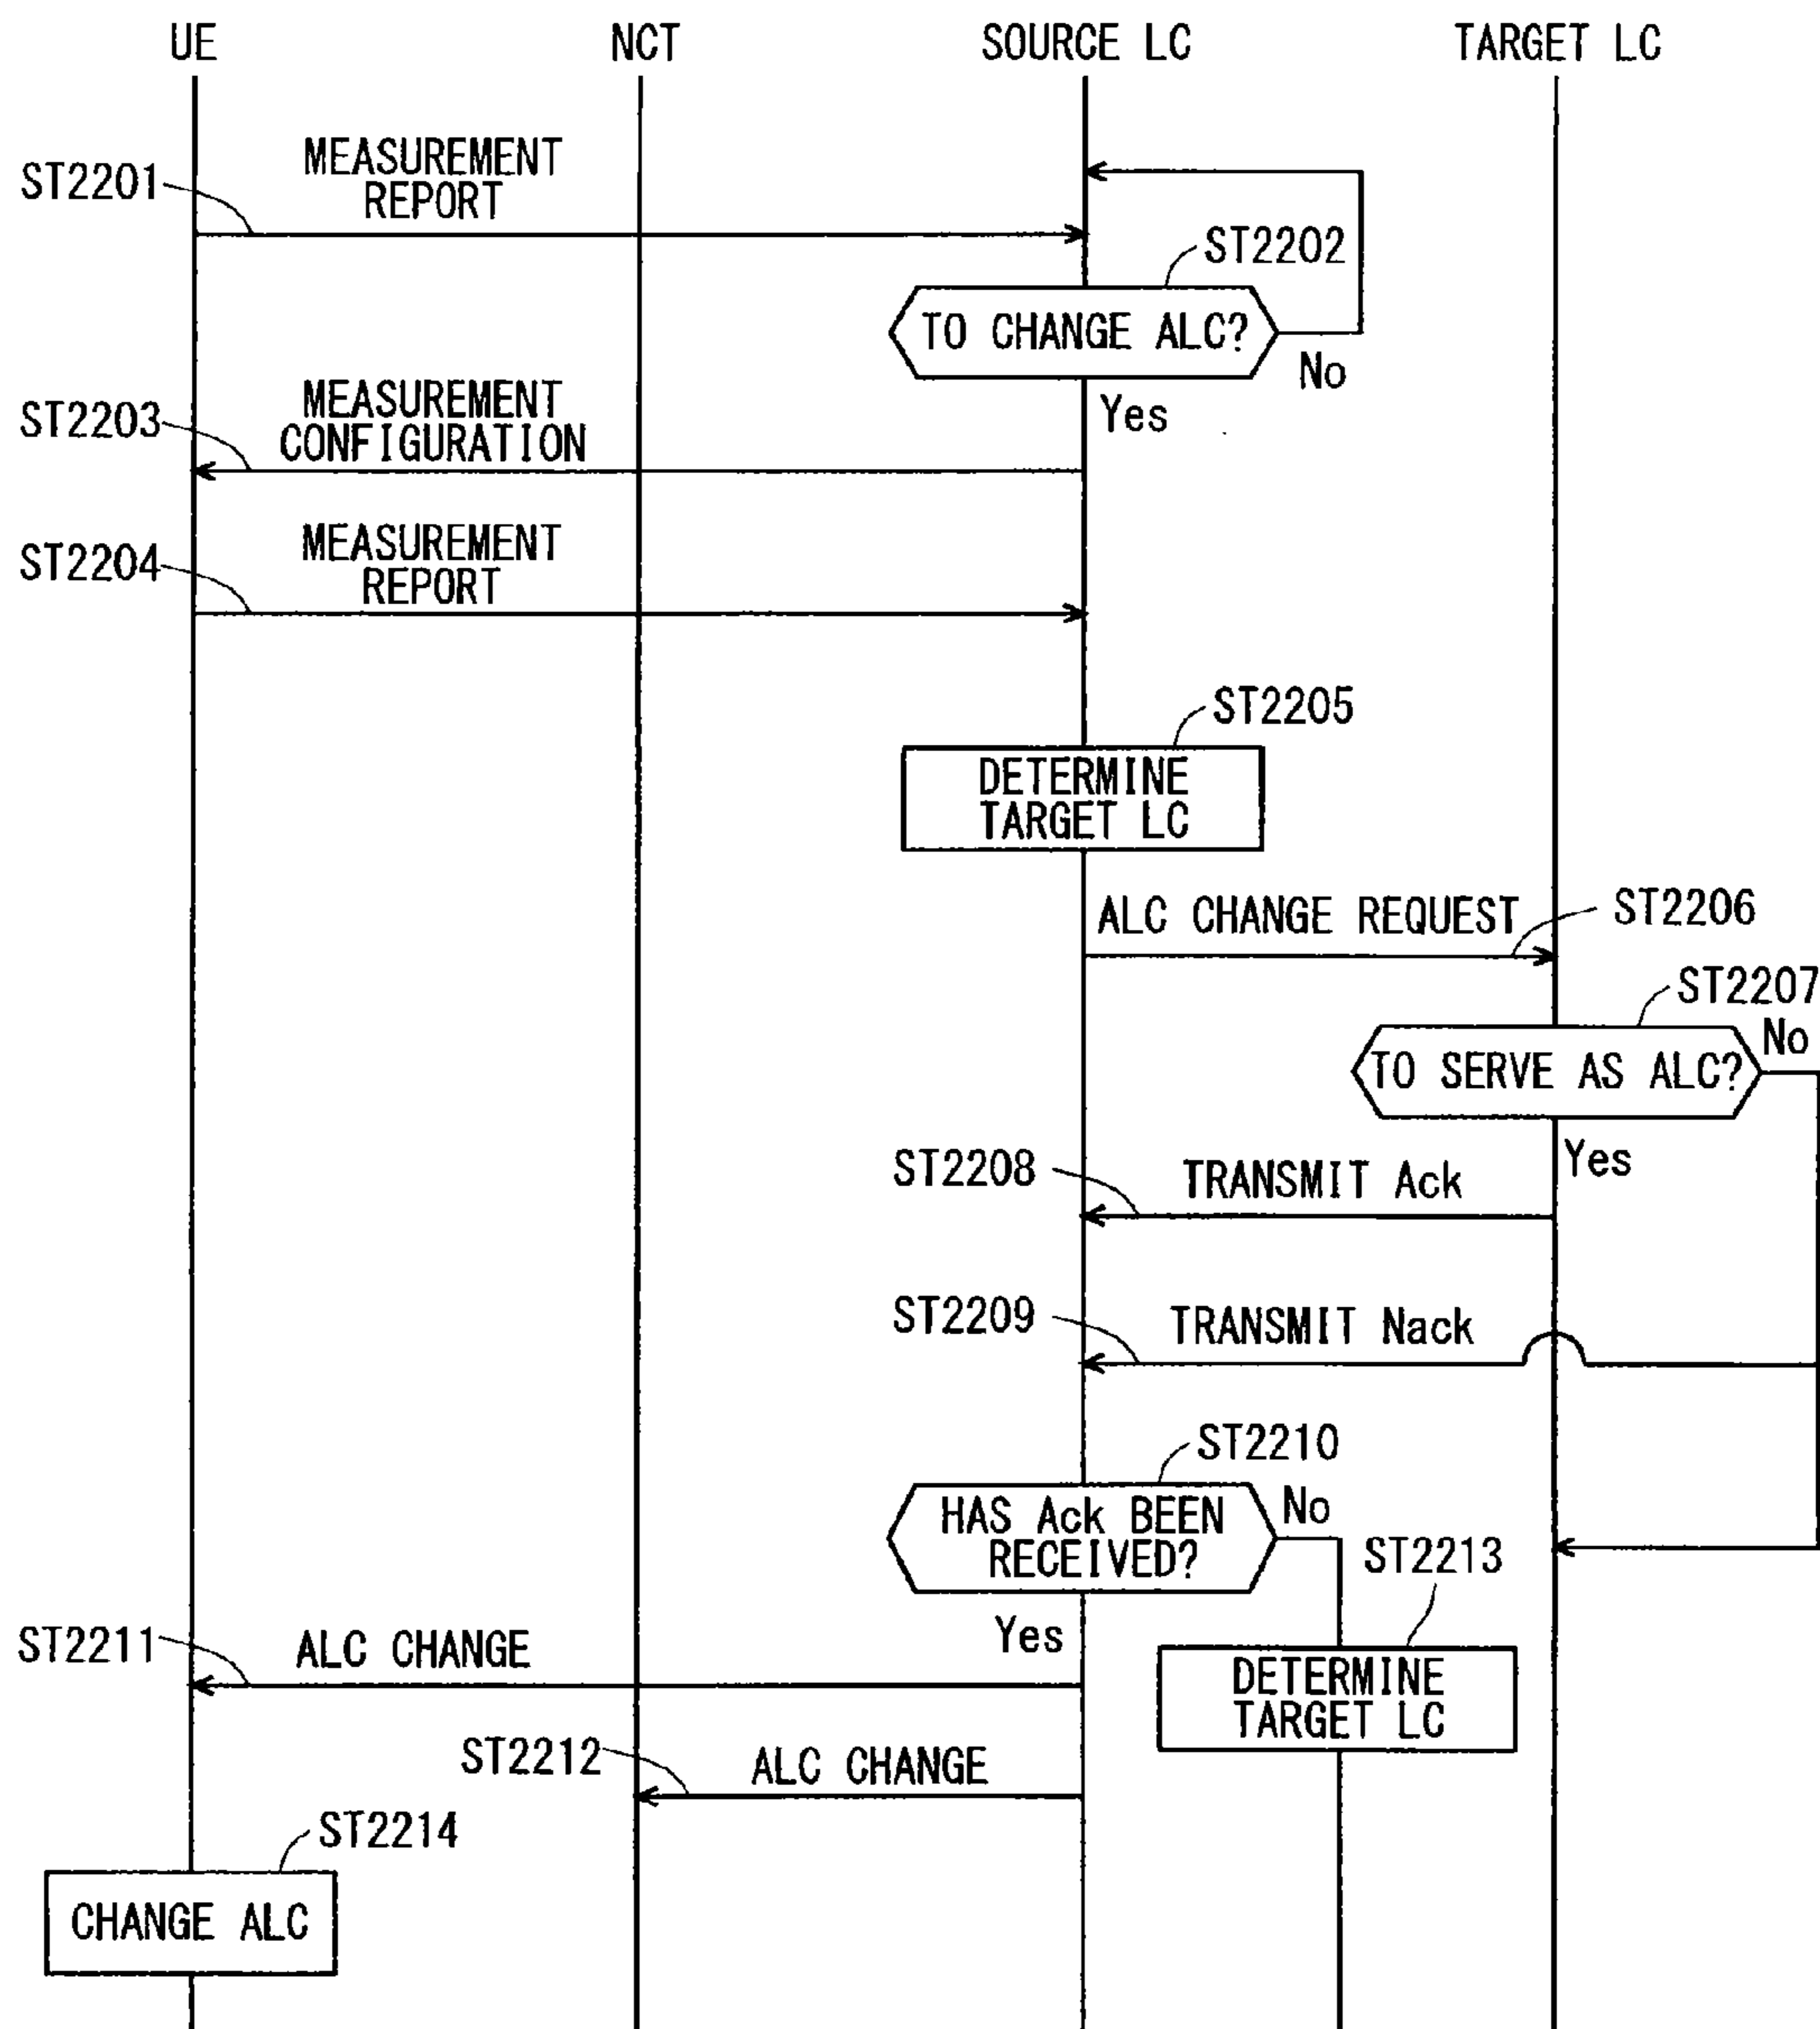 UE
NCT
SOURCE LC
TARGET LC
ST2201
MEASUREMENT
REPORT
ST2202
TO CHANGE ALC?
No
Yes
ST2203
MEASUREMENT
CONFIGURATION
ST2204
MEASUREMENT
REPORT
ST2205
DETERMINE
TARGET LC
ALC CHANGE REQUEST
ST2206
ST2207
TO SERVE AS ALC?
No
Yes
ST2208
TRANSMIT Ack
ST2209
TRANSMIT Nack
ST2210
HAS Ack BEEN
RECEIVED?
No
Yes
ST2213
DETERMINE
TARGET LC
ST2211
ALC CHANGE
ST2212
ALC CHANGE
ST2214
CHANGE ALC